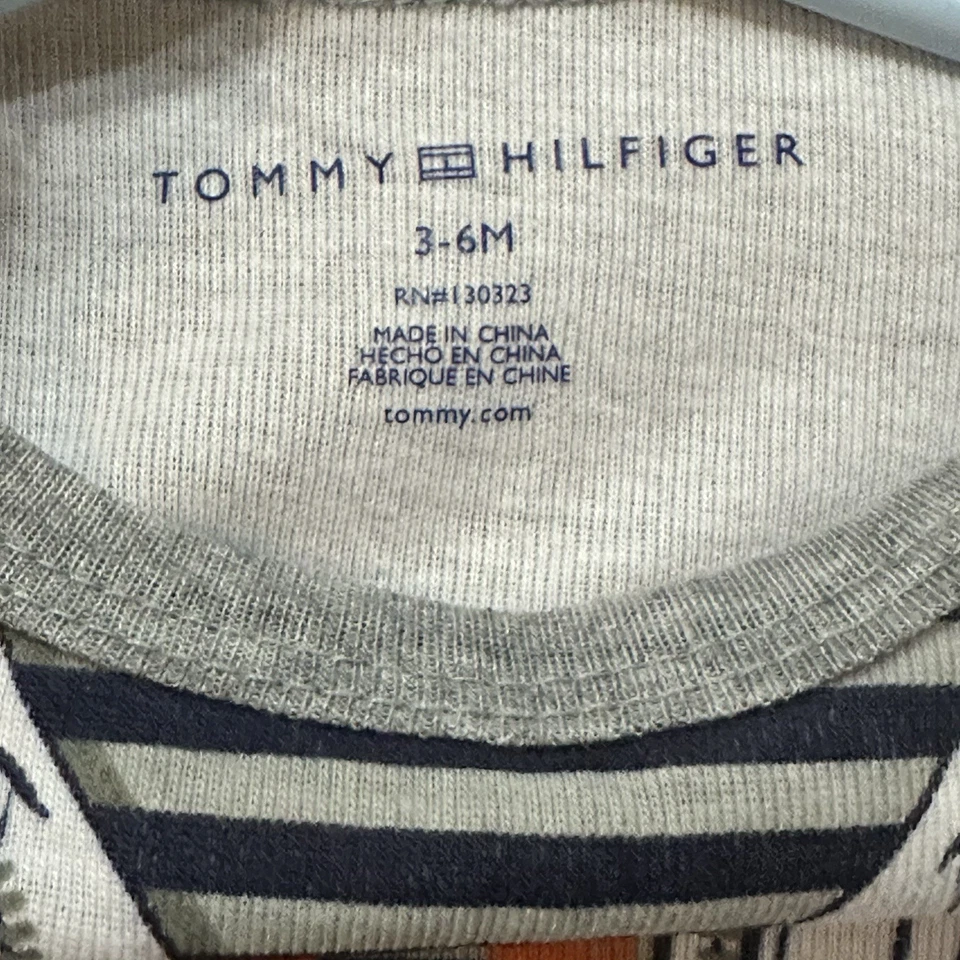 TOMMY HILFIGER
3-6M
RN#130323
MADE IN CHINA
HECHO EN CHINA
FABRIQUE EN CHINE
tommy.com